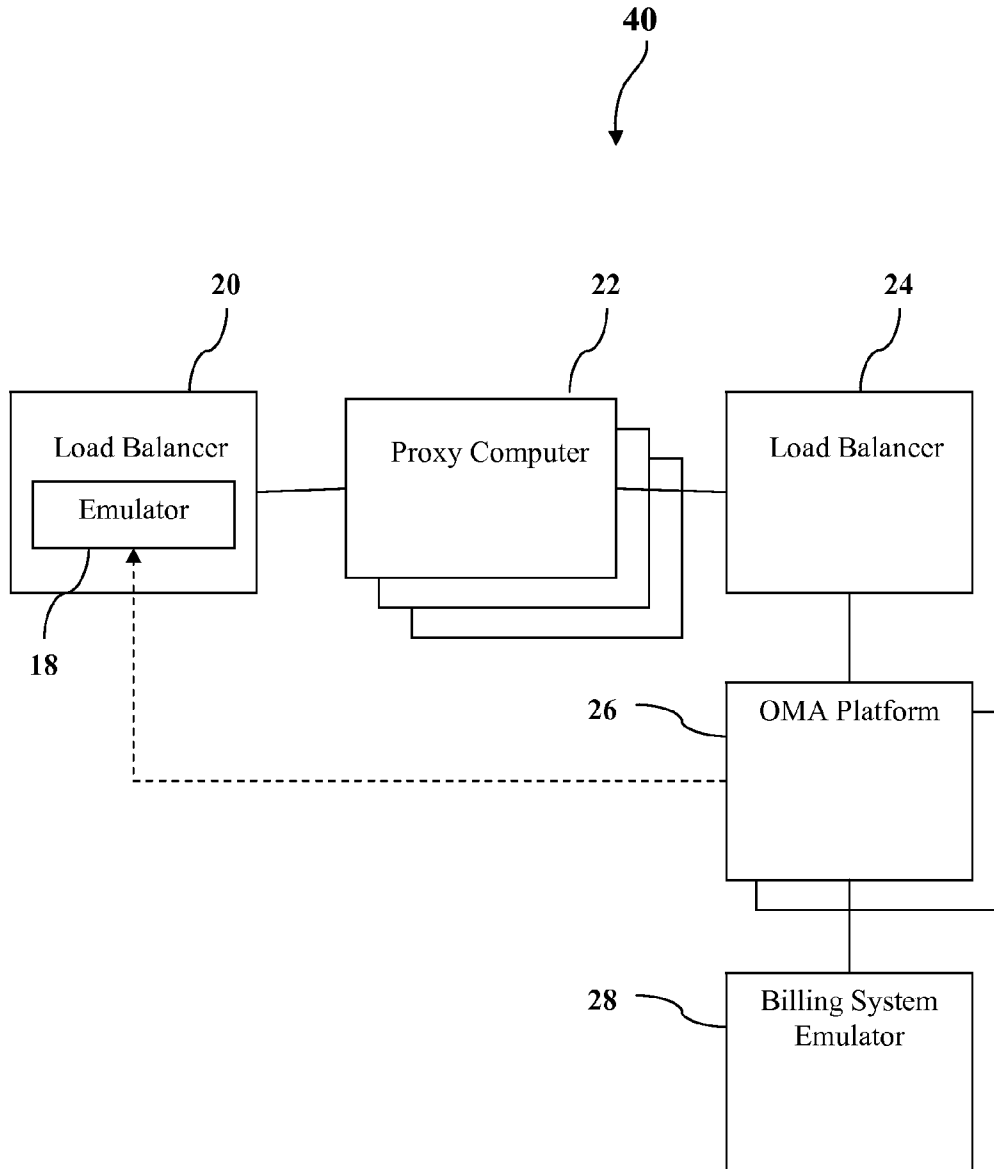 40
20
22
24
Load Balancer
Proxy Computer
Load Balancer
Emulator
18
26
OMA Platform
28
Billing System
Emulator